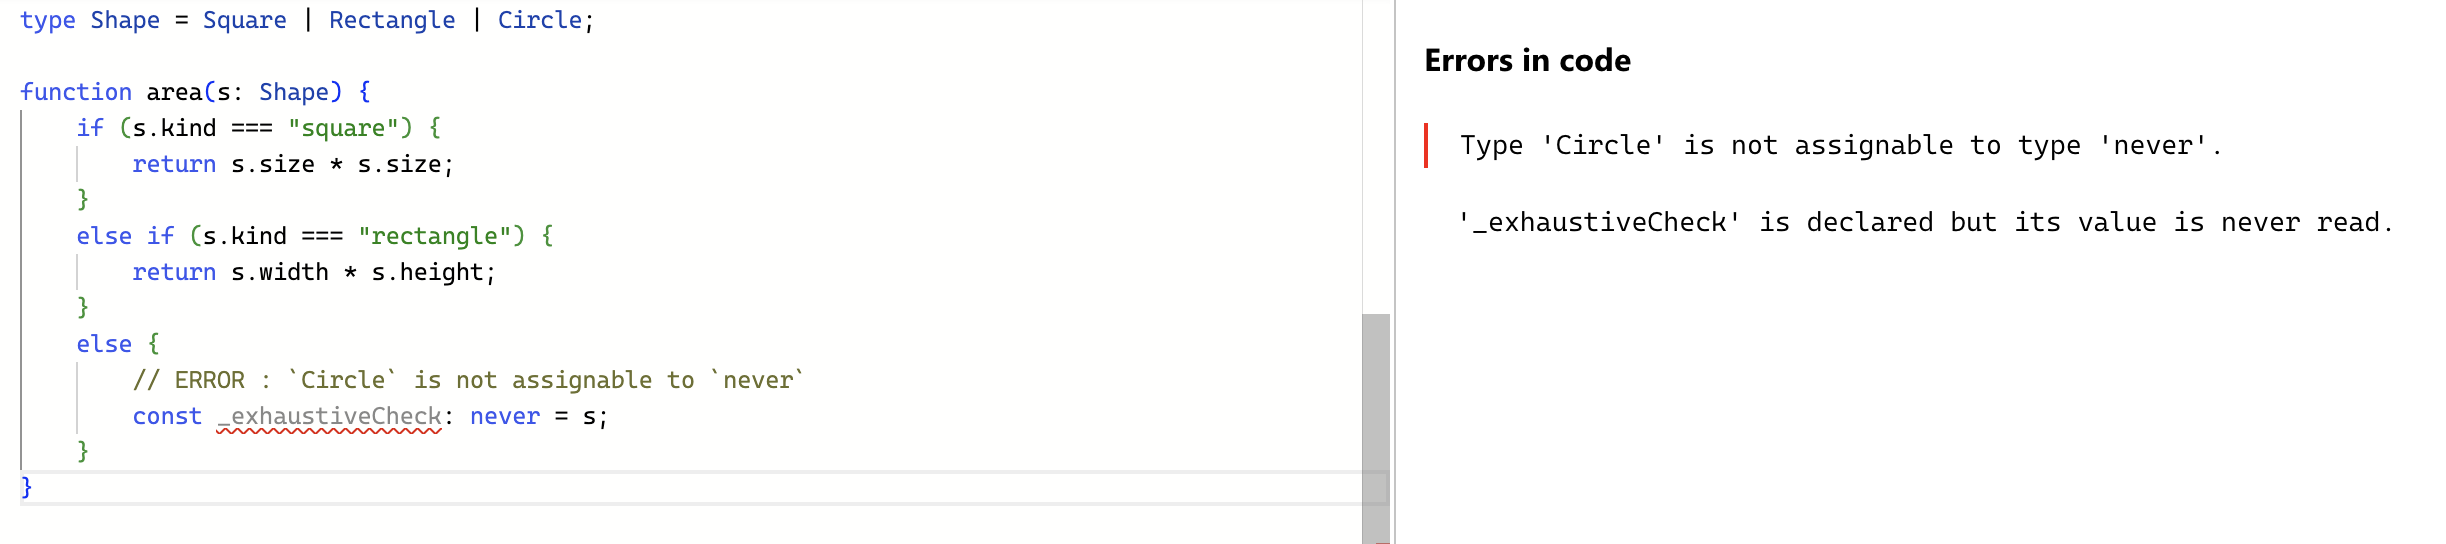 type Shape = Square | Rectangle | Circle;
function area(s: Shape) {
    if (s.kind === "square") {
        return s.size * s.size;
    }
    else if (s.kind === "rectangle") {
        return s.width * s.height;
    }
    else {
        // ERROR : `Circle` is not assignable to `never`
        const _exhaustiveCheck: never = s;
    }
}
Errors in code
Type 'Circle' is not assignable to type 'never'.
'_exhaustiveCheck' is declared but its value is never read.